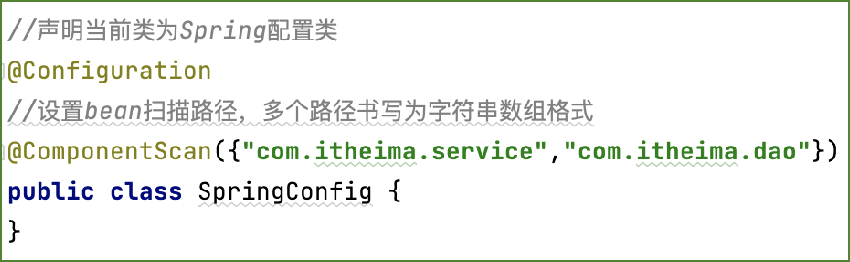 //声明当前类为Spring配置类
@Configuration
//设置bean扫描路径，多个路径书写为字符串数组格式
@ComponentScan({"com.itheima.service","com.itheima.dao"})
public class SpringConfig {
}